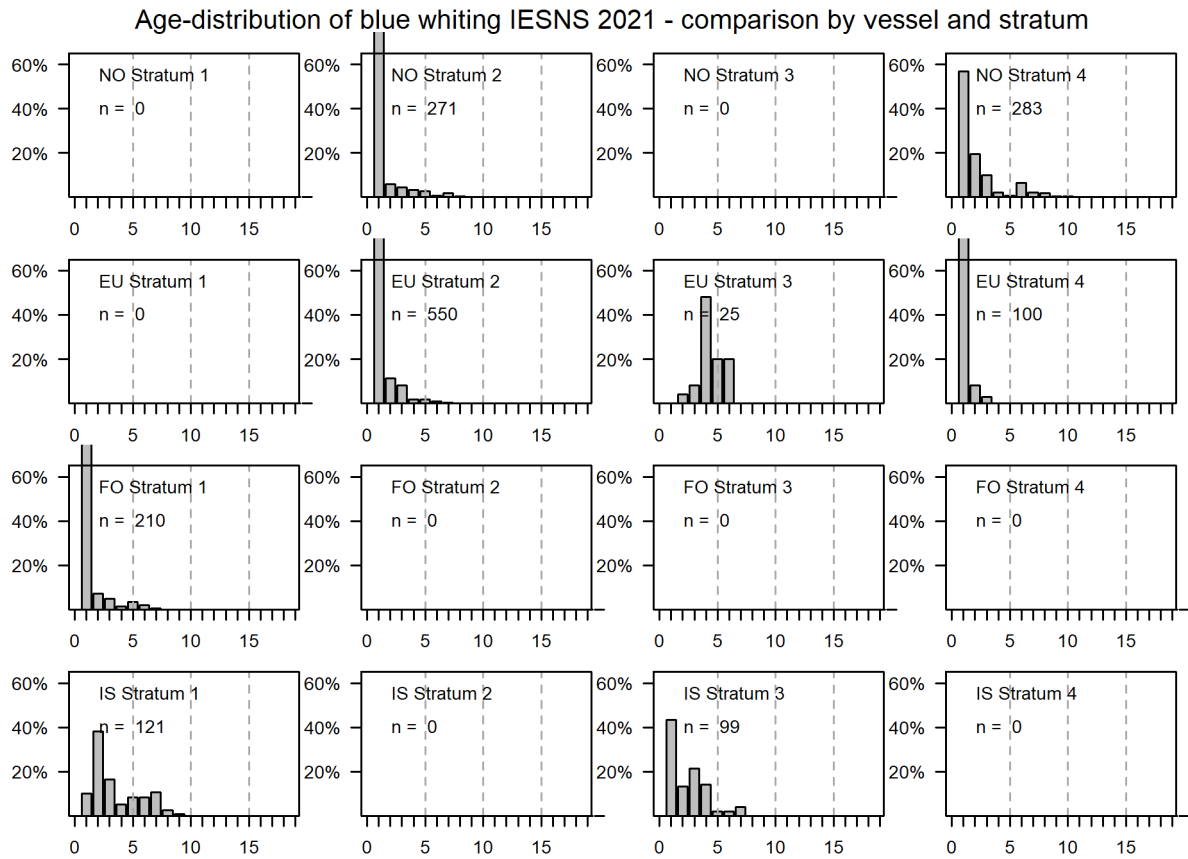 Age-distribution of blue whiting IESNS 2021 - comparison by vessel and stratum
60% 60% 60% 60%
NO Stratum 1 NO Stratum 2 NO Stratum 3 NO Stratum 4
n = 0 n = 271 n = 0 n = 283
40% 40% 40% 40%
20% 20% 20% 20%
0 5 10 15 0 5 10 15 0 5 10 15 0 5 10 15
60% 60% 60% 60%
EU Stratum 1 EU Stratum 2 EU Stratum 3 EU Stratum 4
n = 0 n = 550 n = 25 n = 100
40% 40% 40% 40%
20% 20% 20% 20%
0 5 10 15 0 5 10 15 0 5 10 15 0 5 10 15
60% 60% 60% 60%
FO Stratum 1 FO Stratum 2 FO Stratum 3 FO Stratum 4
n = 210 n = 0 n = 0 n = 0
40% 40% 40% 40%
20% 20% 20% 20%
0 5 10 15 0 5 10 15 0 5 10 15 0 5 10 15
60% 60% 60% 60%
IS Stratum 1 IS Stratum 2 IS Stratum 3 IS Stratum 4
n = 121 n = 0 n = 99 n = 0
40% 40% 40% 40%
20% 20% 20% 20%
0 5 10 15 0 5 10 15 0 5 10 15 0 5 10 15